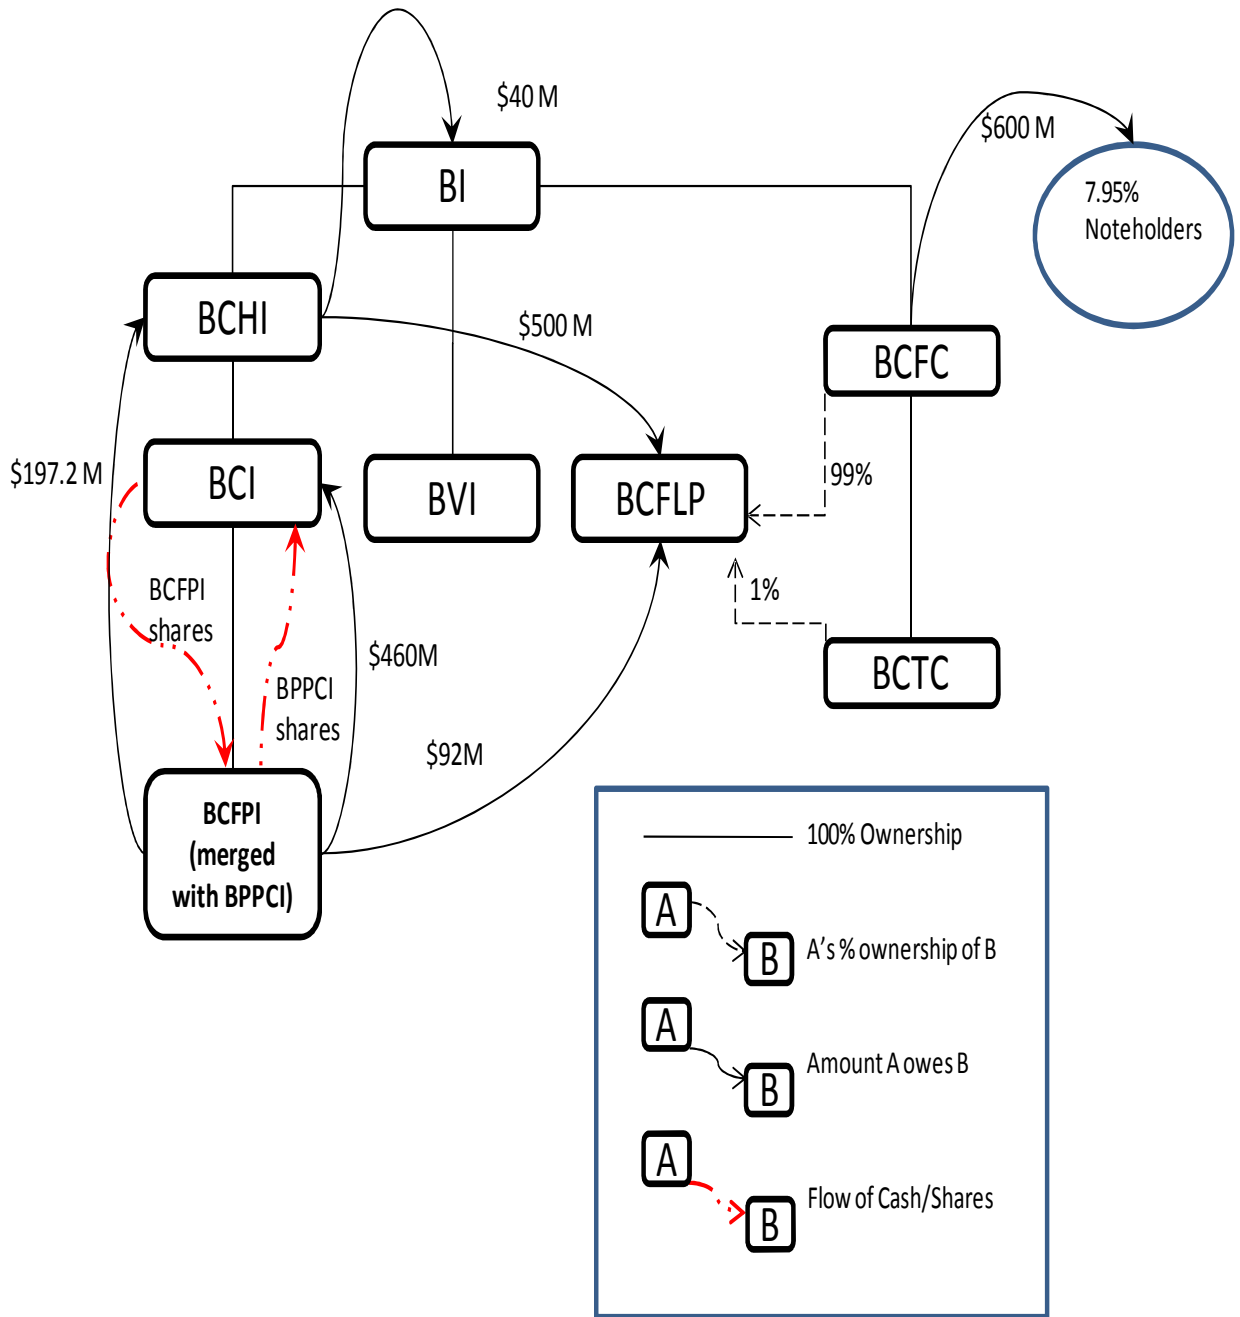 $40 M
$600 M
BI
7.95%
Noteholders
BCHI
$500 M
BCFC
$197.2 M
BCI
BVI
BCFLP
99%
1%
BCFPI
shares
$460M
BCTC
BPPCI
shares
$92M
BCFPI
(merged
with BPPCI)
100% Ownership
A
B
A's % ownership of B
A
B
Amount A owes B
A
B
Flow of Cash/Shares